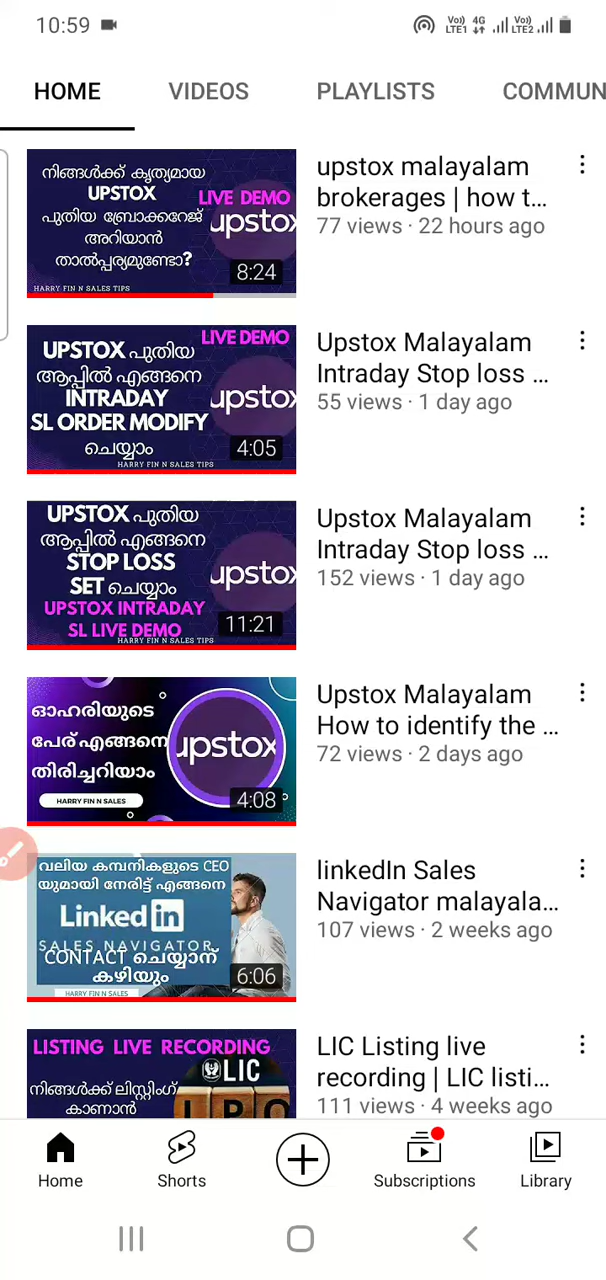 10:59
Vo)) LTE1 4G Vo)) LTE2
HOME VIDEOS PLAYLISTS COMMUN
നിങ്ങൾക്ക് കൃത്യമായ
UPSTOX
LIVE DEMO
പുതിയ ബ്രോക്കറേജ്
upstox
അറിയാൻ
താൽപ്പര്യമുണ്ടോ?
8:24
HARRY FIN N SALES TIPS
upstox malayalam
brokerages | how t...
77 views · 22 hours ago
LIVE DEMO
UPSTOX പുതിയ
ആപ്പിൽ എങ്ങനെ
INTRADAY
upstox
SL ORDER MODIFY
ചെയ്യാം
4:05
HARRY FIN N SALES TIPS
Upstox Malayalam
Intraday Stop loss ...
55 views · 1 day ago
UPSTOX പുതിയ
ആപ്പിൽ എങ്ങനെ
STOP LOSS
upstox
SET ചെയ്യാം
UPSTOX INTRADAY
SL LIVE DEMO
11:21
HARRY FIN N SALES TIPS
Upstox Malayalam
Intraday Stop loss ...
152 views · 1 day ago
ഓഹരിയുടെ
പേര് എങ്ങനെ
upstox
തിരിച്ചറിയാം
HARRY FIN N SALES
4:08
Upstox Malayalam
How to identify the ...
72 views · 2 days ago
വലിയ കമ്പനികളുടെ CEO
യുമായി നേരിട്ട് എങ്ങനെ
Linked in
SALES NAVIGATOR
CONTACT ചെയ്യാന്
കഴിയും
6:06
HARRY FIN N SALES
linkedIn Sales
Navigator malayala...
107 views · 2 weeks ago
LISTING LIVE RECORDING
LIC
നിങ്ങൾക്ക് ലിസ്റ്റിംഗ്
കാണാൻ
IPO
LIC Listing live
recording | LIC listi...
111 views · 4 weeks ago
Home Shorts Subscriptions Library